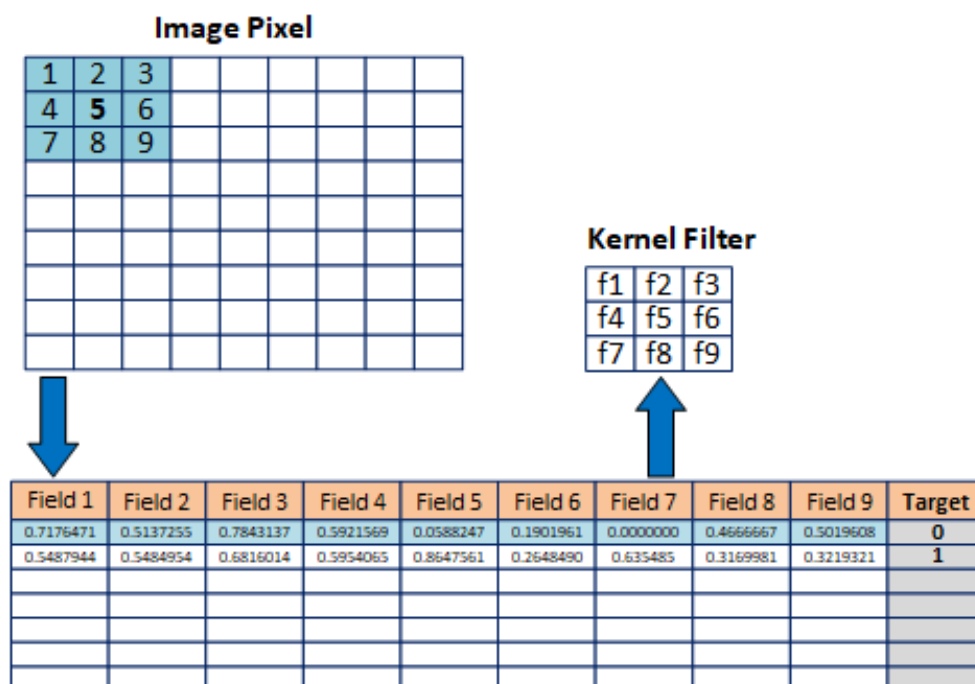 Image Pixel
1 2 3
4 5 6
7 8 9
Kernel Filter
f1 f2 f3
f4 f5 f6
f7 f8 f9
Field 1 Field 2 Field 3 Field 4 Field 5 Field 6 Field 7 Field 8 Field 9 Target
0.7176471 0.5137255 0.7843137 0.5921569 0.0588247 0.1901961 0.0000000 0.4666667 0.5019608 0
0.5487944 0.5484954 0.6816014 0.5954065 0.8647561 0.2648490 0.635485 0.3169981 0.3219321 1